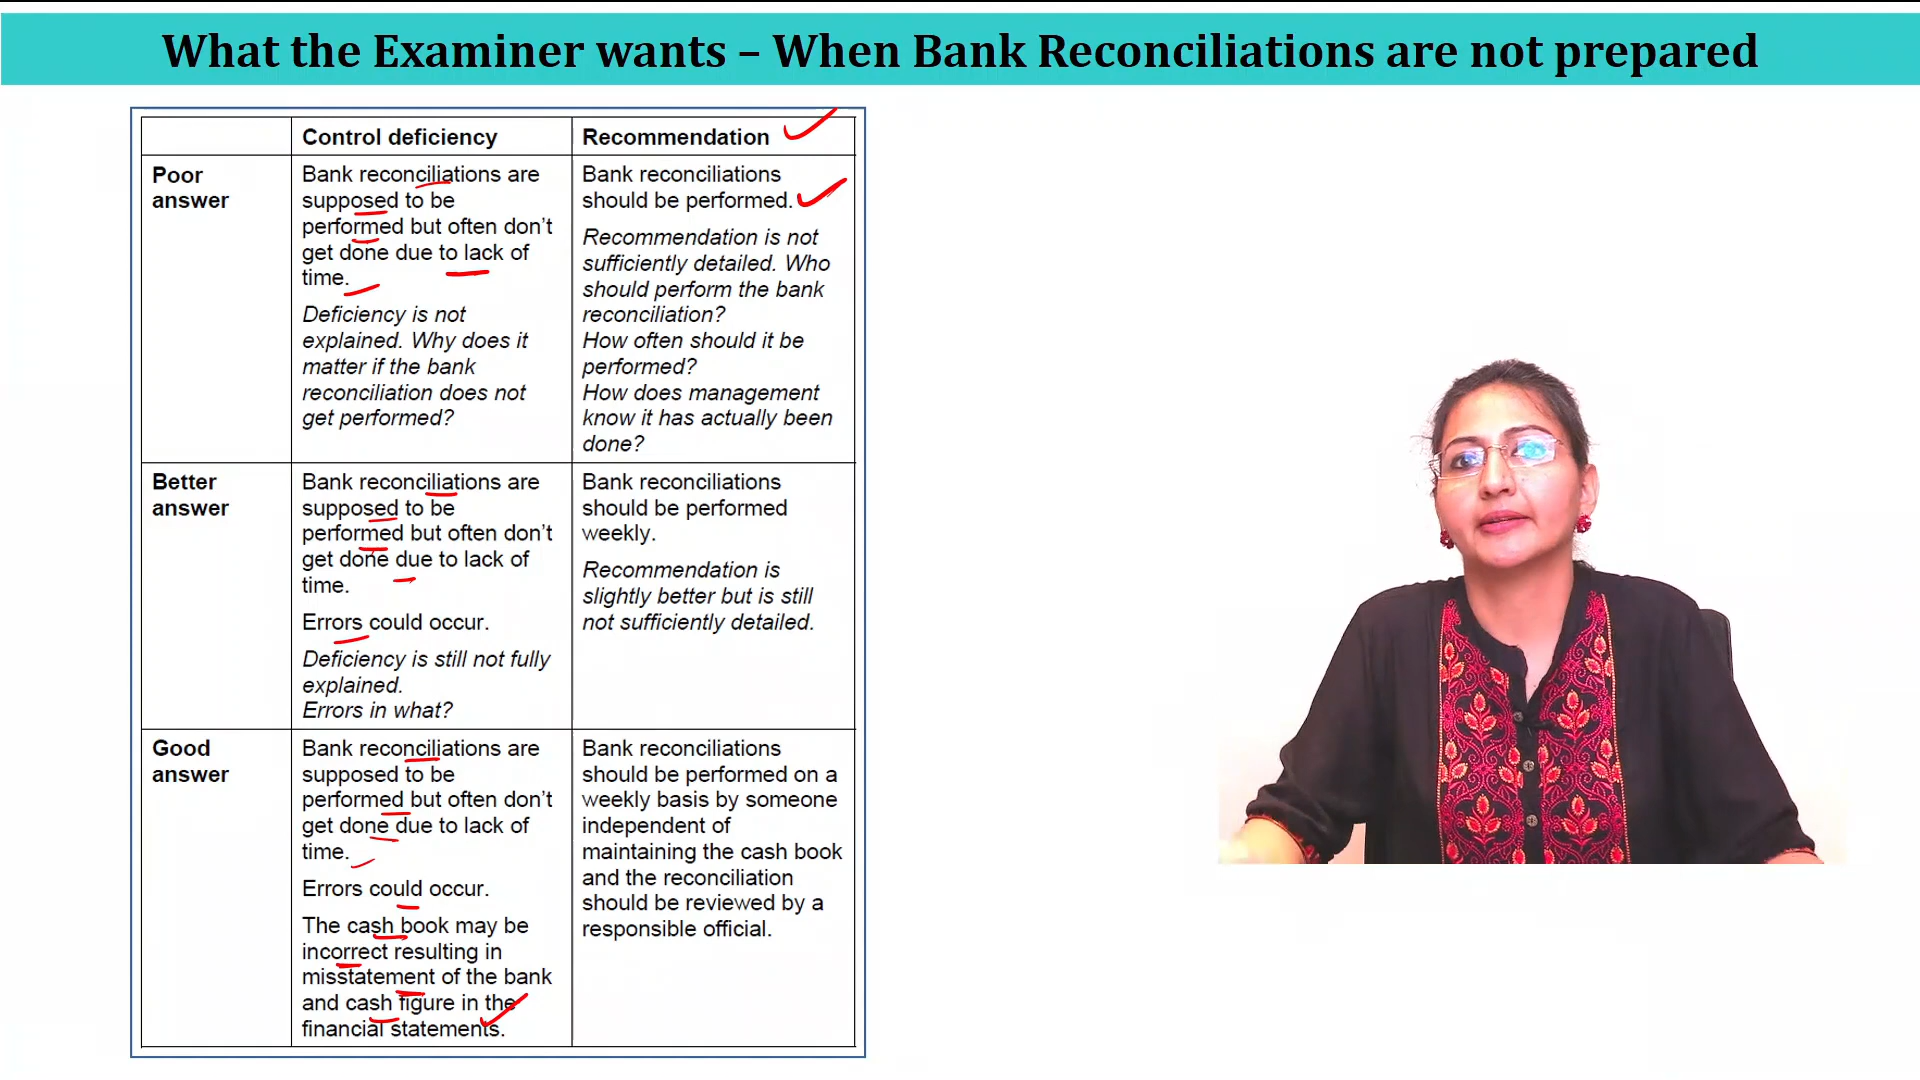 What the Examiner wants – When Bank Reconciliations are not prepared
Control deficiency
Recommendation
Poor
answer
Bank reconciliations are
supposed to be
performed but often don’t
get done due to lack of
time.
Deficiency is not
explained. Why does it
matter if the bank
reconciliation does not
get performed?
Bank reconciliations
should be performed.
Recommendation is not
sufficiently detailed. Who
should perform the bank
reconciliation?
How often should it be
performed?
How does management
know it has actually been
done?
Better
answer
Bank reconciliations are
supposed to be
performed but often don’t
get done due to lack of
time.
Errors could occur.
Deficiency is still not fully
explained.
Errors in what?
Bank reconciliations
should be performed
weekly.
Recommendation is
slightly better but is still
not sufficiently detailed.
Good
answer
Bank reconciliations are
supposed to be
performed but often don’t
get done due to lack of
time.
Errors could occur.
The cash book may be
incorrect resulting in
misstatement of the bank
and cash figure in the
financial statements.
Bank reconciliations
should be performed on a
weekly basis by someone
independent of
maintaining the cash book
and the reconciliation
should be reviewed by a
responsible official.